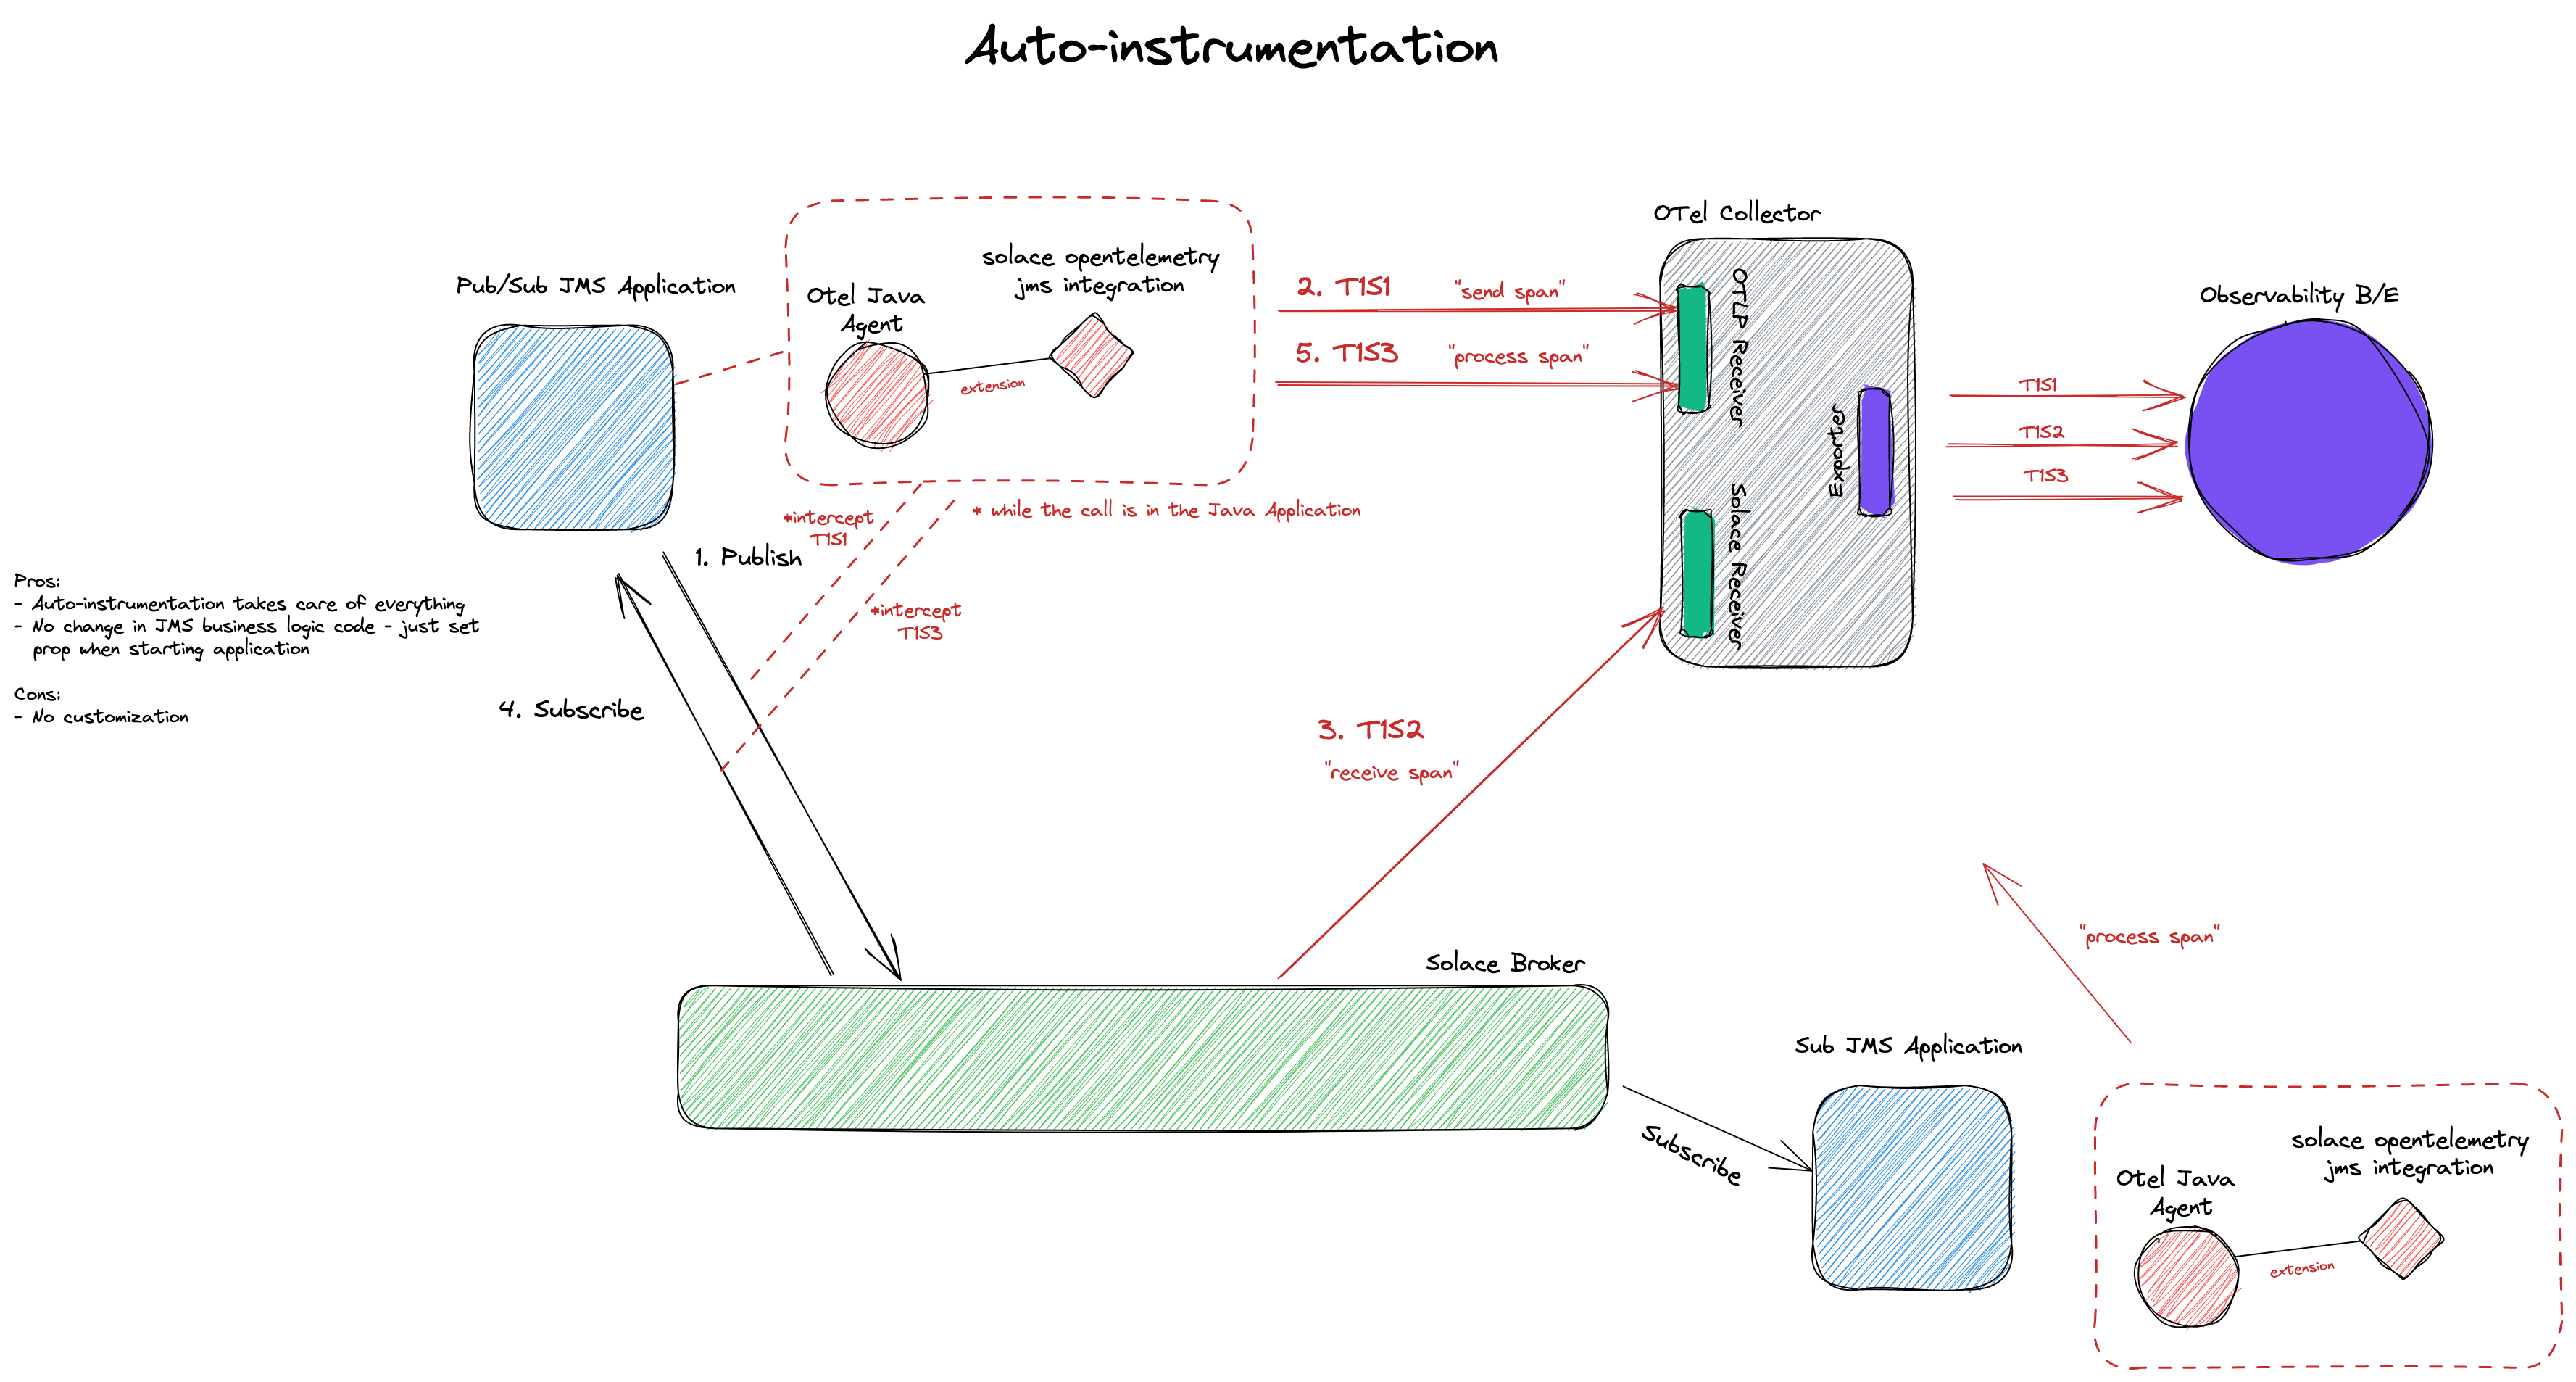 Auto-instrumentation
OTel Collector
solace opentelemetry
jms integration
Pub/Sub JMS Application
Otel Java
Agent
extension
2. T1S1
"send span"
5. T1S3
"process span"
OTLP Receiver
Solace Receiver
Exporter
Observability B/E
T1S1
T1S2
T1S3
*intercept
T1S1
* while the call is in the Java Application
1. Publish
*intercept
T1S3
Pros:
- Auto-instrumentation takes care of everything
- No change in JMS business logic code - just set
prop when starting application
Cons:
- No customization
4. Subscribe
3. T1S2
"receive span"
Solace Broker
"process span"
Sub JMS Application
Subscribe
solace opentelemetry
jms integration
Otel Java
Agent
extension